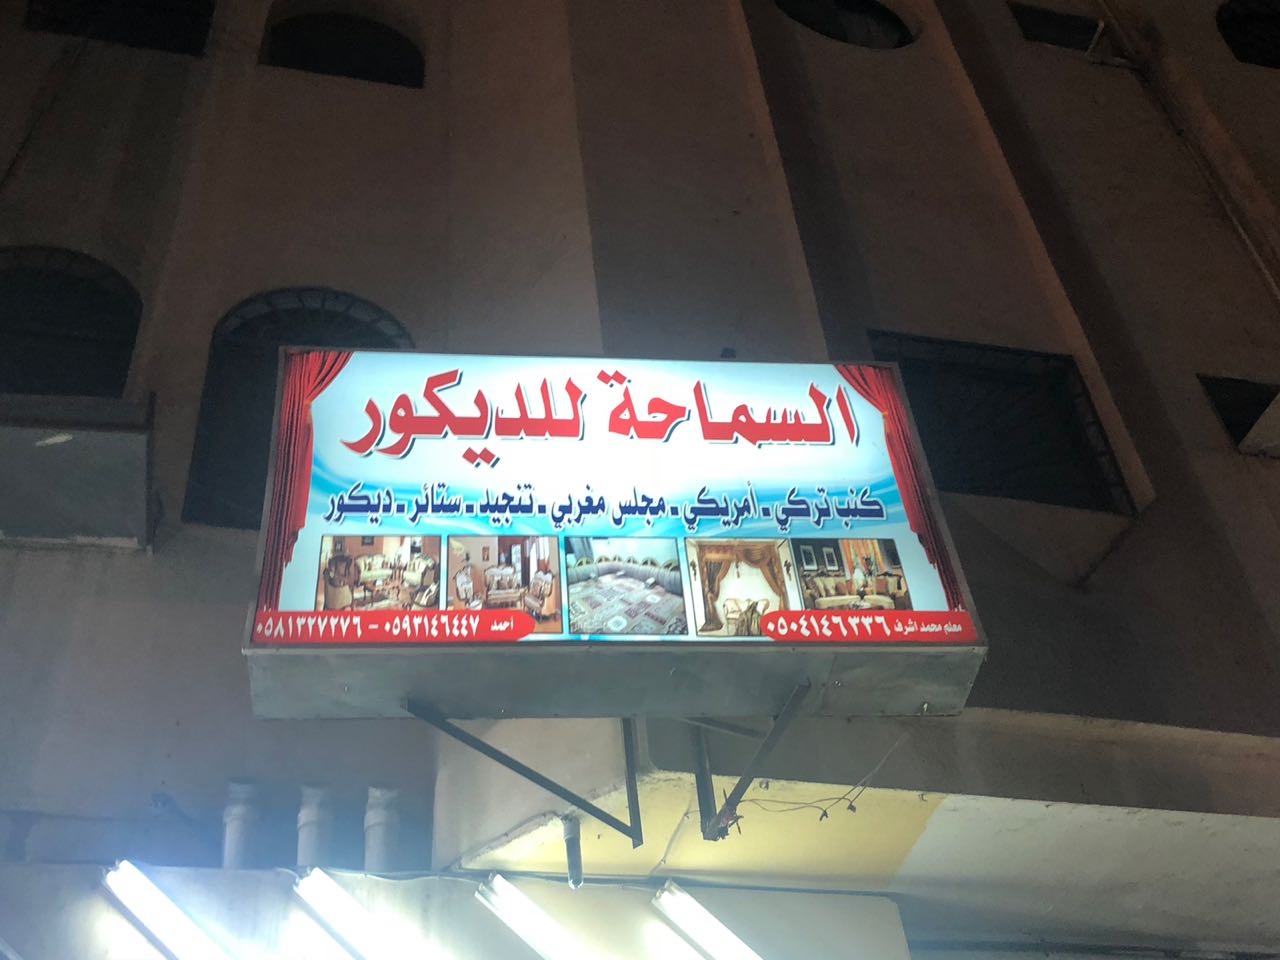 السماحة للديكور
كنب تركي - أمريكي - مجلس مغربي - تنجيد - ستائر - ديكور
معلم محمد اشرف ٠٥٠٤١٤٦٣٣٦
أحمد ٠٥٩٣١٤٦٤٤٧ - ٠٥٨١٣٢٧٢٧٦